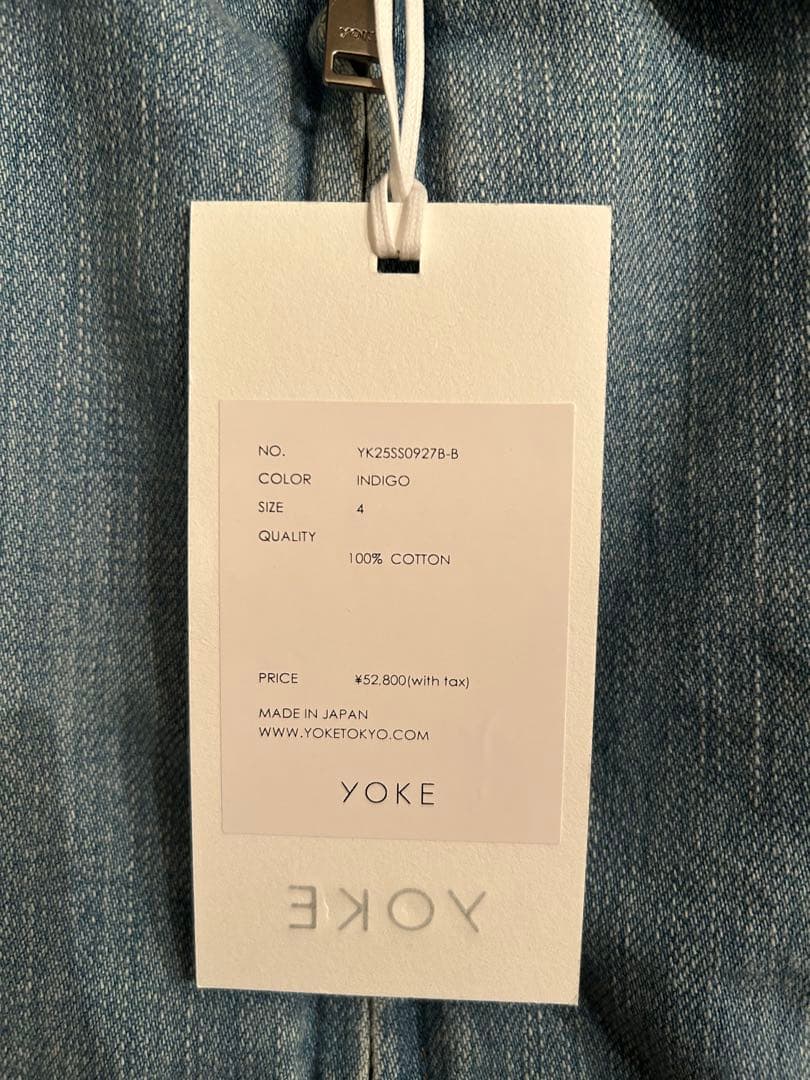 YOKE
NO. YK25SS0927B-B
COLOR INDIGO
SIZE 4
QUALITY
100% COTTON
PRICE ¥52,800(with tax)
MADE IN JAPAN
WWW.YOKETOKYO.COM
YOKE
YOKE